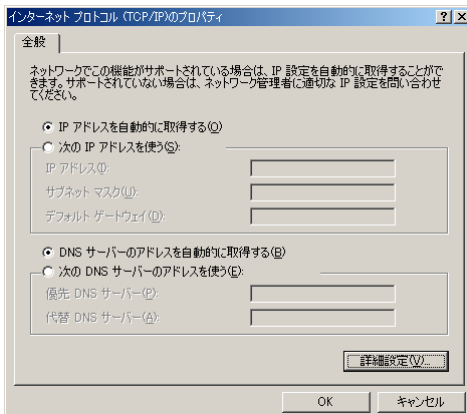 インターネット プロトコル (TCP/IP)のプロパティ
全般
ネットワークでこの機能がサポートされている場合は、IP 設定を自動的に取得することがで
きます。サポートされていない場合は、ネットワーク管理者に適切な IP 設定を問い合わせ
てください。
IP アドレスを自動的に取得する(O)
次の IP アドレスを使う(S):
IP アドレス(I):
サブネット マスク(U):
デフォルト ゲートウェイ(D):
DNS サーバーのアドレスを自動的に取得する(B)
次の DNS サーバーのアドレスを使う(E):
優先 DNS サーバー(P):
代替 DNS サーバー(A):
詳細設定(V)...
OK
キャンセル